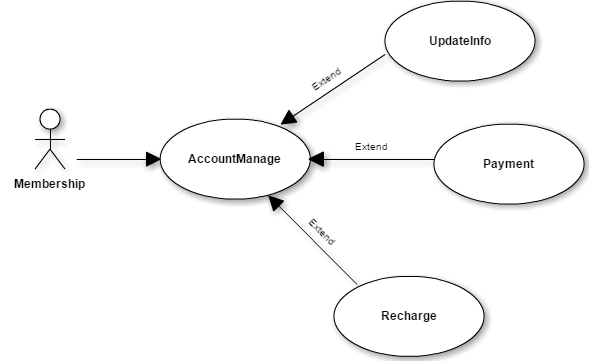 UpdateInfo
Extend
AccountManage
Extend
Payment
Membership
Extend
Recharge